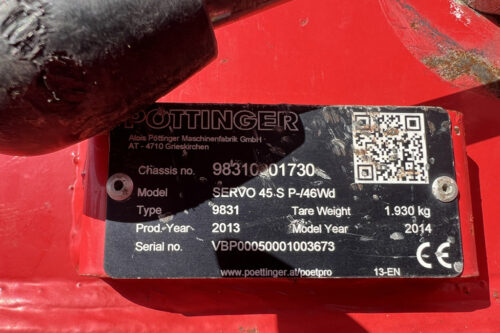 PÖTTINGER
Alois Pöttinger Maschinenfabrik GmbH
AT - 4710 Grieskirchen
Chassis no. 98310001730
Model SERVO 45 S P-/46Wd
Type 9831 Tare Weight 1.930 kg
Prod.-Year 2013 Model Year 2014
Serial no. VBP00050001003673 CE
www.poettinger.at/poetpro 13-EN